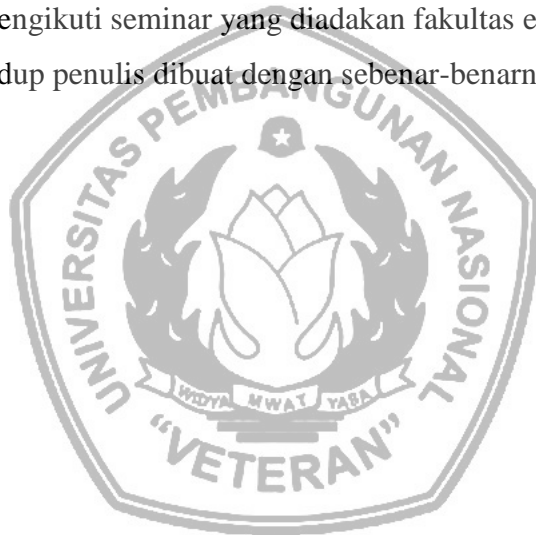 engikuti seminar yang diadakan fakultas e
dup penulis dibuat dengan sebenar-benarn
UNIVERSITAS PEMBANGUNAN NASIONAL
WIDYA MWAT YASA
"VETERAN"